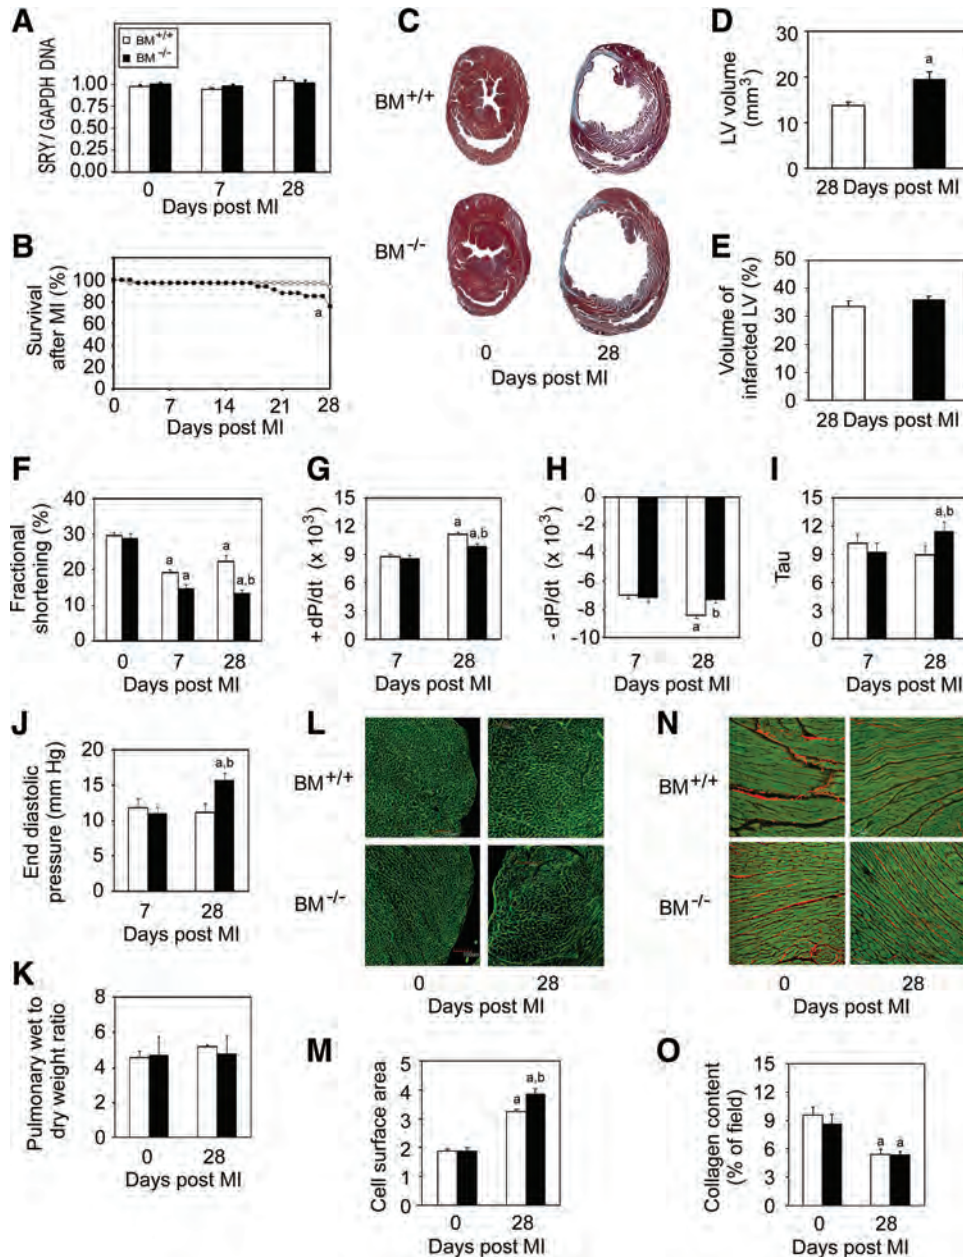 A
BM+/+
BM-/-
SRY/GAPDH DNA
1.00
0.75
0.50
0.25
0.00
0 7 28
Days post MI
B
Survival
after MI (%)
100
80
60
40
20
0
a
0 7 14 21 28
Days post MI
C
BM+/+
BM-/-
0 28
Days post MI
D
LV volume
(mm3)
30
20
10
0
a
28 Days post MI
E
Volume of
infarcted LV (%)
50
40
30
20
10
0
28 Days post MI
F
Fractional
shortening (%)
40
30
20
10
0
a a a a,b
0 7 28
Days post MI
G
+ dP/dt (x 103)
15
12
9
6
3
0
a a,b
7 28
Days post MI
H
- dP/dt (x 103)
0
-2
-4
-6
-8
-10
a b
7 28
Days post MI
I
Tau
15
12
9
6
3
0
a,b
7 28
Days post MI
J
End diastolic
pressure (mm Hg)
20
15
10
5
0
a,b
7 28
Days post MI
K
Pulmonary wet to
dry weight ratio
8
6
4
2
0
0 28
Days post MI
L
BM+/+
BM-/-
0 28
Days post MI
M
Cell surface area
5
4
3
2
1
0
a a,b
0 28
Days post MI
N
BM+/+
BM-/-
0 28
Days post MI
O
Collagen content
(% of field)
15
12
9
6
3
0
a a
0 28
Days post MI